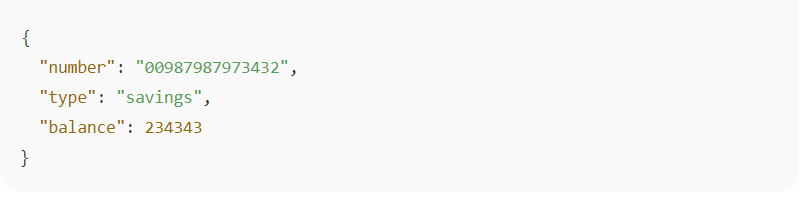 {
"number": "00987987973432",
"type": "savings",
"balance": 234343
}